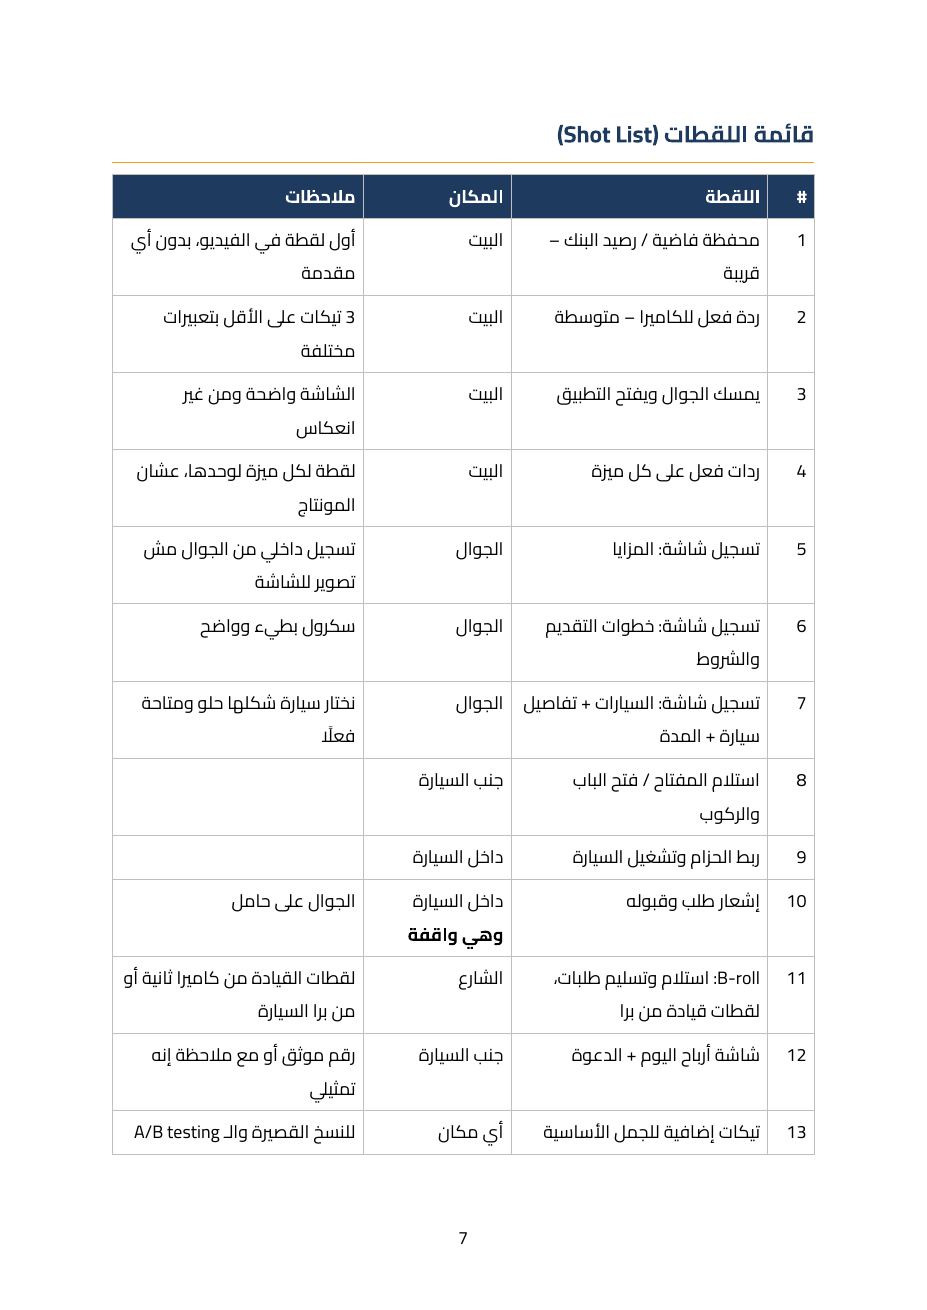 قائمة اللقطات (Shot List)
# اللقطة المكان ملاحظات
1 محفظة فاضية / رصيد البنك – البيت أول لقطة في الفيديو، بدون أي
قريبة مقدمة
2 ردة فعل للكاميرا – متوسطة البيت 3 تيكات على الأقل بتعبيرات
مختلفة
3 يمسك الجوال ويفتح التطبيق البيت الشاشة واضحة ومن غير
انعكاس
4 ردات فعل على كل ميزة البيت لقطة لكل ميزة لوحدها، عشان
المونتاج
5 تسجيل شاشة: المزايا الجوال تسجيل داخلي من الجوال مش
تصوير للشاشة
6 تسجيل شاشة: خطوات التقديم الجوال سكرول بطيء وواضح
والشروط
7 تسجيل شاشة: السيارات + تفاصيل الجوال نختار سيارة شكلها حلو ومتاحة
سيارة + المدة فعلًا
8 استلام المفتاح / فتح الباب جنب السيارة
والركوب
9 ربط الحزام وتشغيل السيارة داخل السيارة
10 إشعار طلب وقبوله داخل السيارة الجوال على حامل
وهي واقفة
11 B-roll: استلام وتسليم طلبات، الشارع لقطات القيادة من كاميرا ثانية أو
لقطات قيادة من برا من برا السيارة
12 شاشة أرباح اليوم + الدعوة جنب السيارة رقم موثق أو مع ملاحظة إنه
تمثيلي
13 تيكات إضافية للجمل الأساسية أي مكان للنسخ القصيرة والـ A/B testing
7